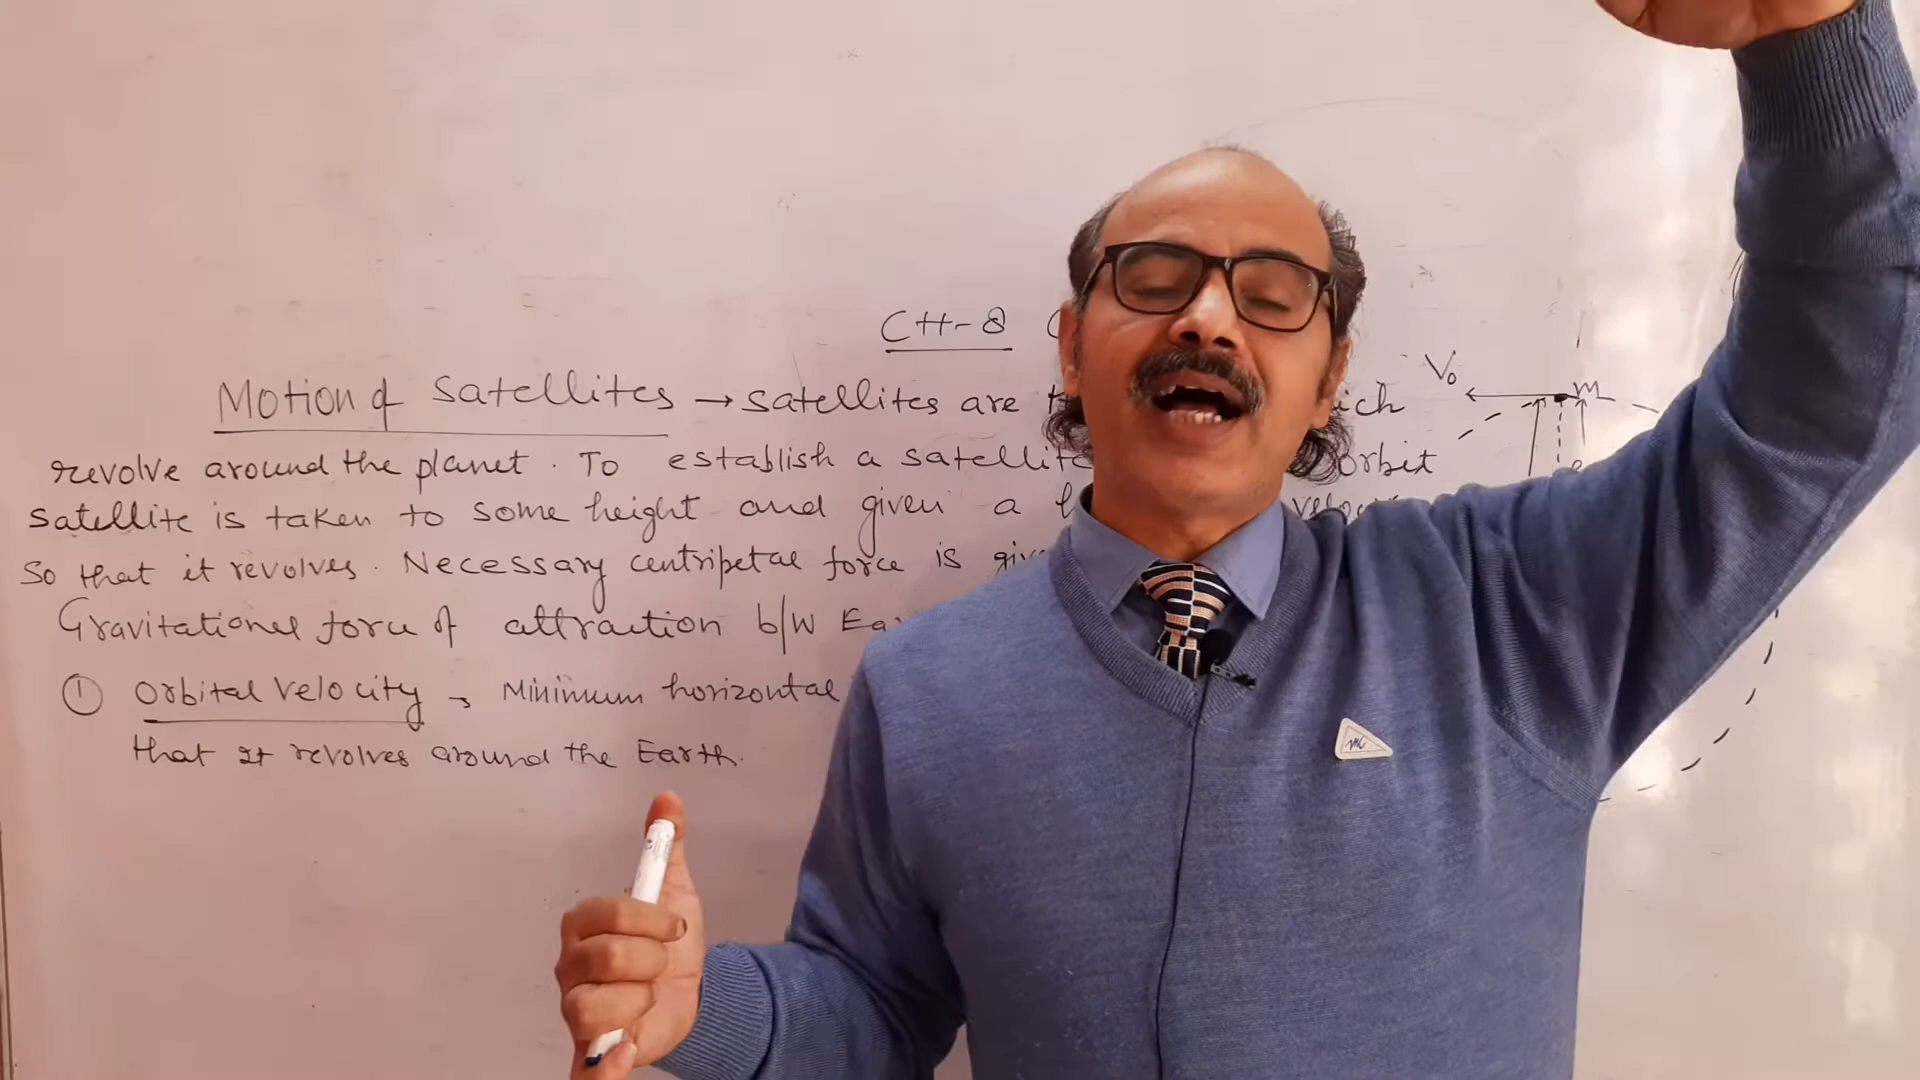 CH-8
Motion of satellites → satellites are
revolve around the planet. To establish a satellite orbit
satellite is taken to some height and given a
so that it revolves. Necessary centripetal force is
Gravitational force of attraction b/w
① Orbital velocity → Minimum horizontal
that it revolves around the Earth.
V₀
m